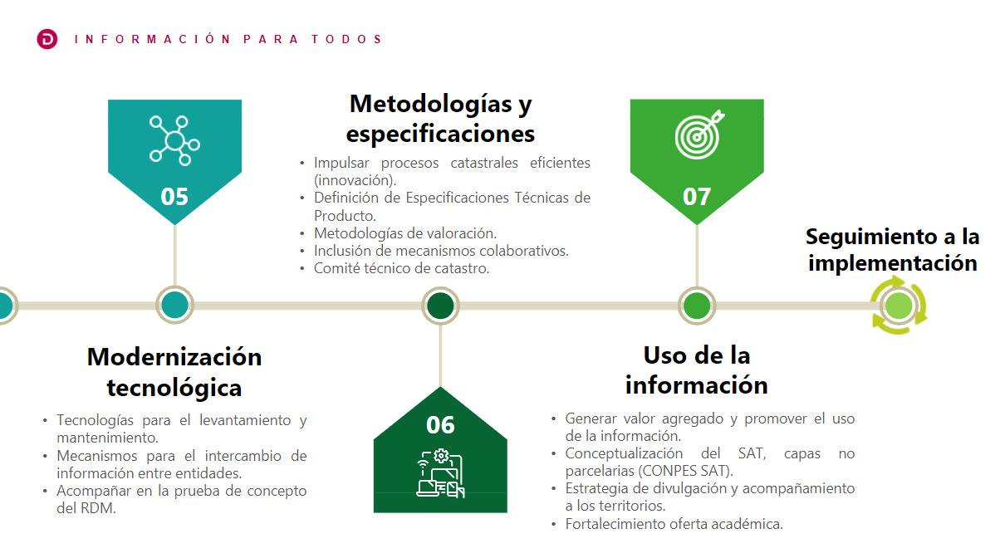 D INFORMACIÓN PARA TODOS
05
Modernización
tecnológica
• Tecnologías para el levantamiento y
mantenimiento.
• Mecanismos para el intercambio de
información entre entidades.
• Acompañar en la prueba de concepto
del RDM.
Metodologías y
especificaciones
• Impulsar procesos catastrales eficientes
(innovación).
• Definición de Especificaciones Técnicas de
Producto.
• Metodologías de valoración.
• Inclusión de mecanismos colaborativos.
• Comité técnico de catastro.
06
07
Uso de la
información
• Generar valor agregado y promover el uso
de la información.
• Conceptualización del SAT, capas no
parcelarias (CONPES SAT).
• Estrategia de divulgación y acompañamiento
a los territorios.
• Fortalecimiento oferta académica.
Seguimiento a la
implementación